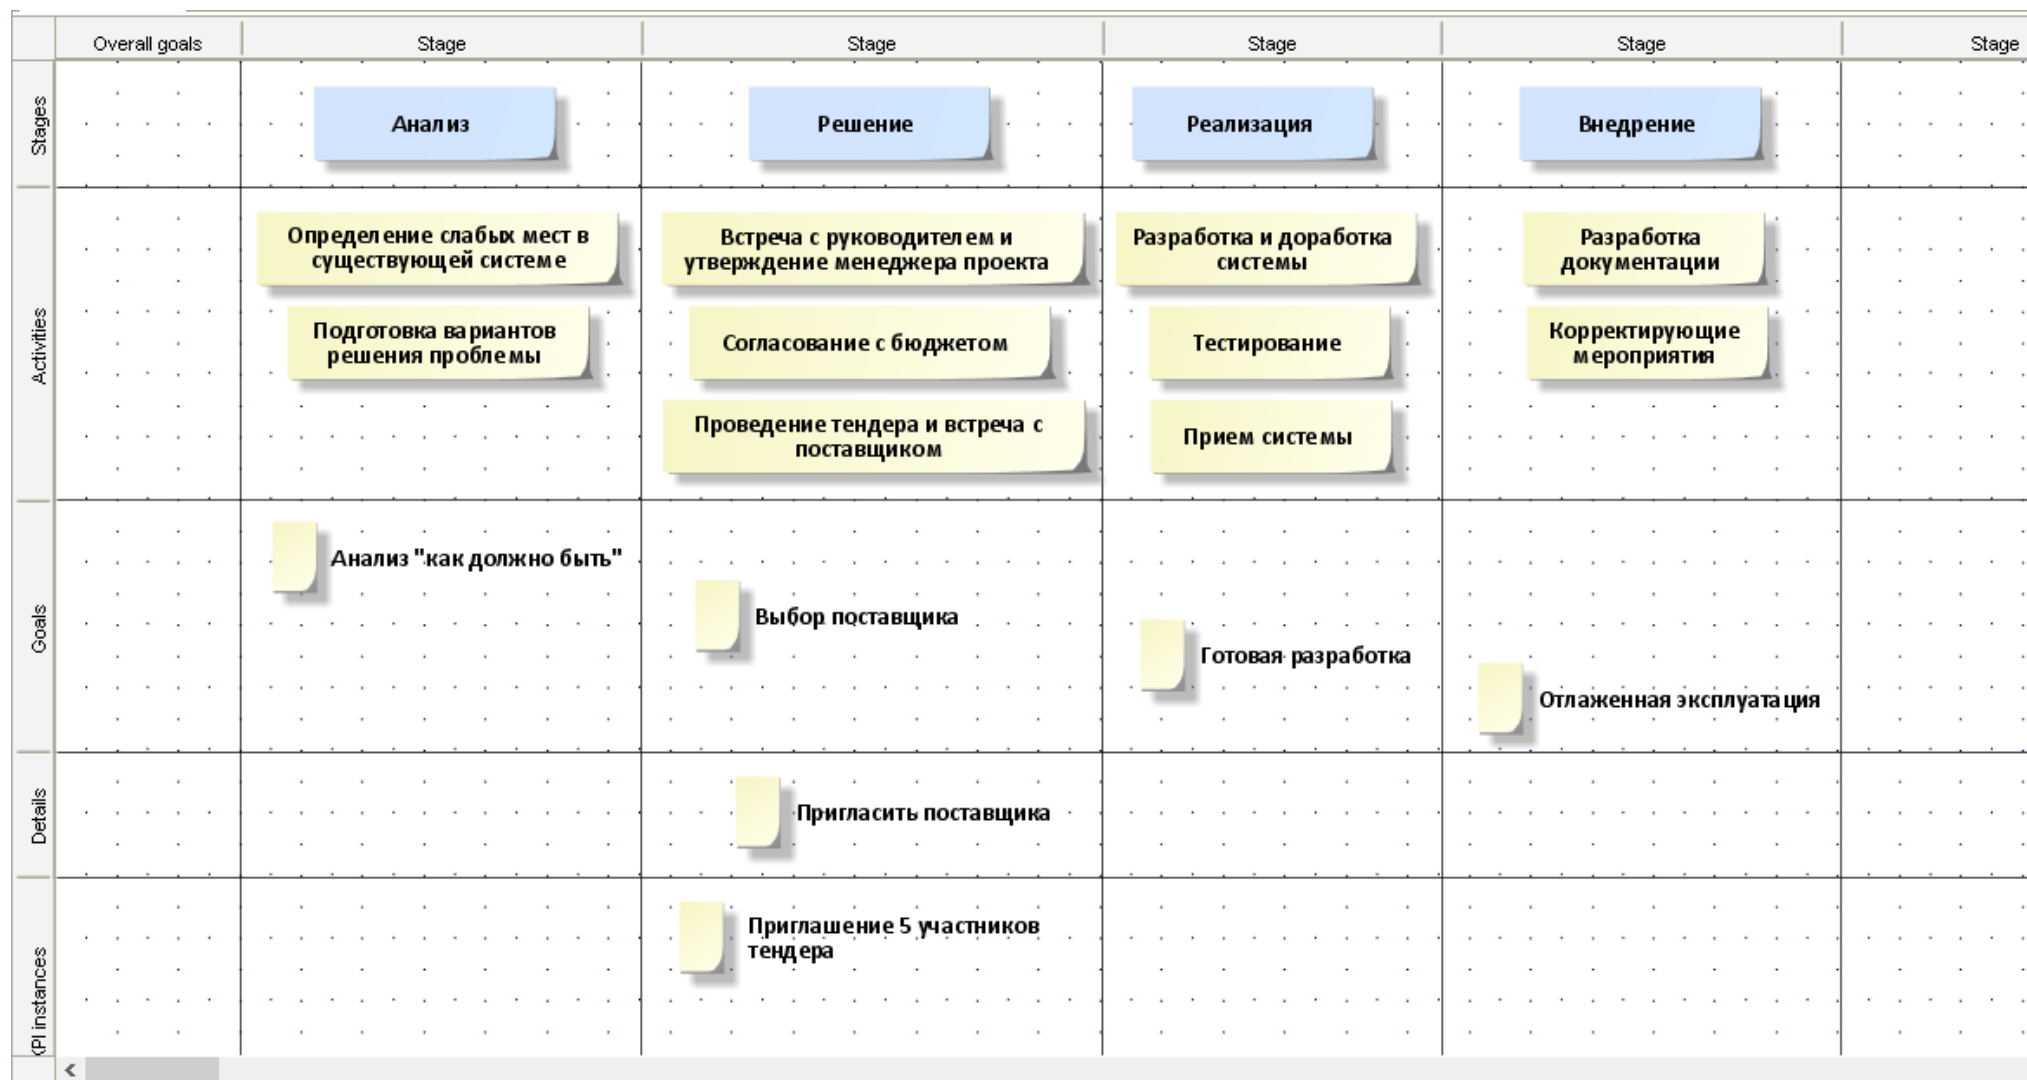 Overall goals
Stage
Stage
Stage
Stage
Stage
Stages
Анализ
Решение
Реализация
Внедрение
Activities
Определение слабых мест в
существующей системе
Встреча с руководителем и
утверждение менеджера проекта
Разработка и доработка
системы
Разработка
документации
Подготовка вариантов
решения проблемы
Согласование с бюджетом
Тестирование
Корректирующие
мероприятия
Проведение тендера и встреча с
поставщиком
Прием системы
Goals
Анализ "как должно быть"
Выбор поставщика
Готовая разработка
Отлаженная эксплуатация
Details
Пригласить поставщика
Приглашение 5 участников
тендера
instances